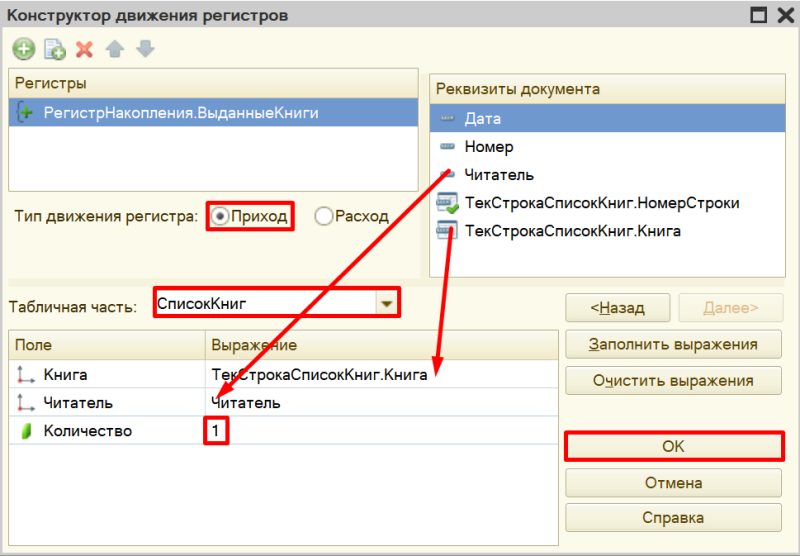 Конструктор движения регистров
Регистры
РегистрНакопления.ВыданныеКниги
Реквизиты документа
Дата
Номер
Читатель
ТекСтрокаСписокКниг.НомерСтроки
ТекСтрокаСписокКниг.Книга
Тип движения регистра: Приход Расход
Табличная часть: СписокКниг
<Назад Далее>
Заполнить выражения
Очистить выражения
Поле Выражение
Книга ТекСтрокаСписокКниг.Книга
Читатель Читатель
Количество 1
ОК
Отмена
Справка